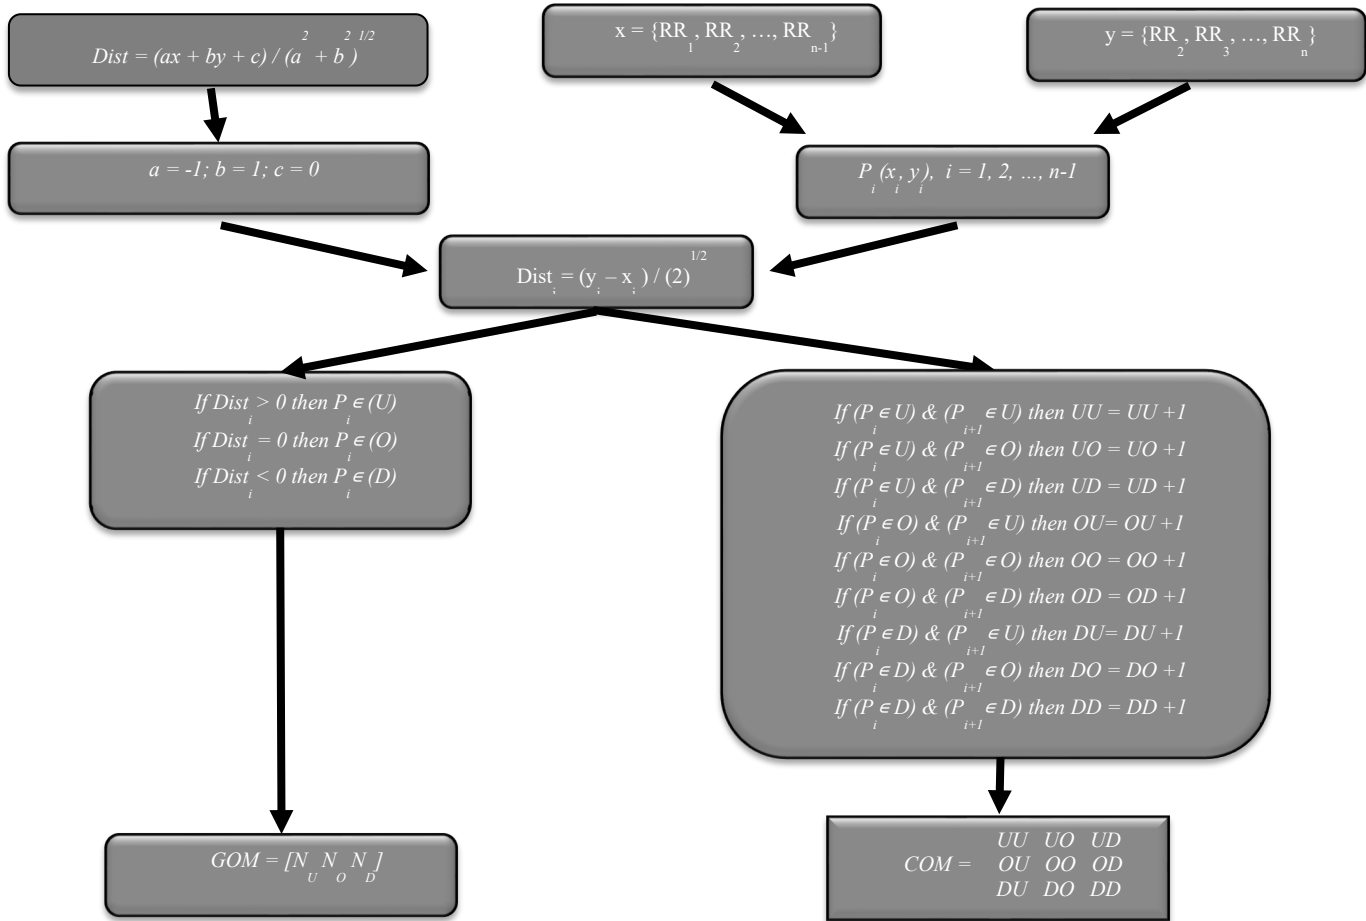 Dist = (ax + by + c) / (a² + b²)^1/2
x = {RR₁, RR₂, …, RRₙ₋₁}
y = {RR₂, RR₃, …, RRₙ}
a = -1; b = 1; c = 0
Pᵢ (xᵢ, yᵢ), i = 1, 2, ..., n-1
Distᵢ = (yᵢ – xᵢ ) / (2)^1/2
If Distᵢ > 0 then Pᵢ ∈ (U)
If Distᵢ = 0 then Pᵢ ∈ (O)
If Distᵢ < 0 then Pᵢ ∈ (D)
If (Pᵢ ∈ U) & (Pᵢ₊₁ ∈ U) then UU = UU +1
If (Pᵢ ∈ U) & (Pᵢ₊₁ ∈ O) then UO = UO +1
If (Pᵢ ∈ U) & (Pᵢ₊₁ ∈ D) then UD = UD +1
If (Pᵢ ∈ O) & (Pᵢ₊₁ ∈ U) then OU= OU +1
If (Pᵢ ∈ O) & (Pᵢ₊₁ ∈ O) then OO = OO +1
If (Pᵢ ∈ O) & (Pᵢ₊₁ ∈ D) then OD = OD +1
If (Pᵢ ∈ D) & (Pᵢ₊₁ ∈ U) then DU= DU +1
If (Pᵢ ∈ D) & (Pᵢ₊₁ ∈ O) then DO = DO +1
If (Pᵢ ∈ D) & (Pᵢ₊₁ ∈ D) then DD = DD +1
GOM = [N_U N_O N_D]
UU UO UD
COM = OU OO OD
DU DO DD